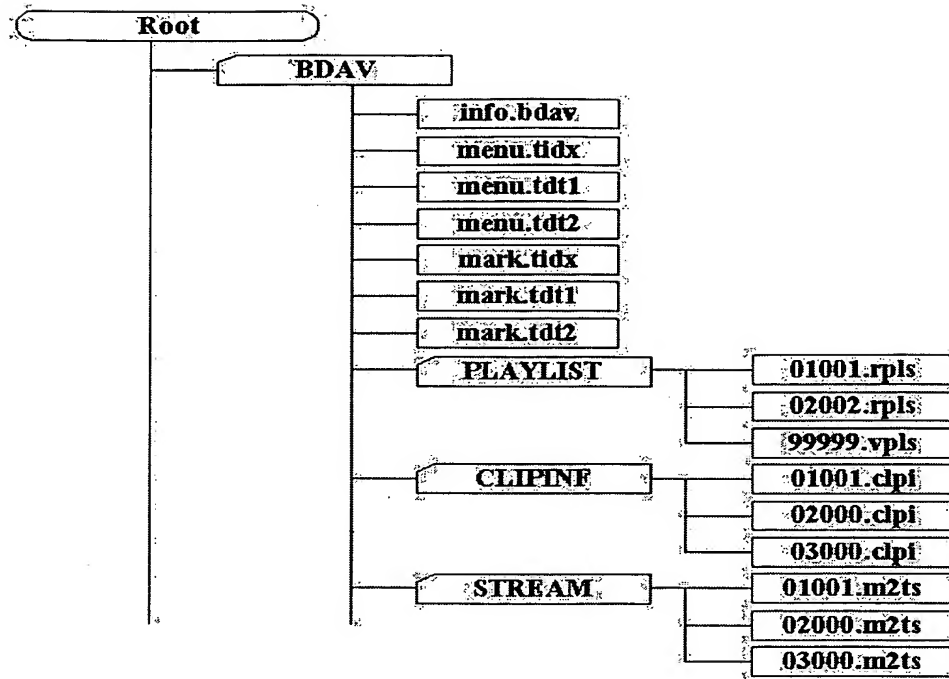 Root
BDAV
info.bdav
menu.tidx
menu.tdt1
menu.tdt2
mark.tidx
mark.tdt1
mark.tdt2
PLAYLIST
01001.rpls
02002.rpls
99999.vpls
CLIPINF
01001.clpi
02000.clpi
03000.clpi
STREAM
01001.m2ts
02000.m2ts
03000.m2ts